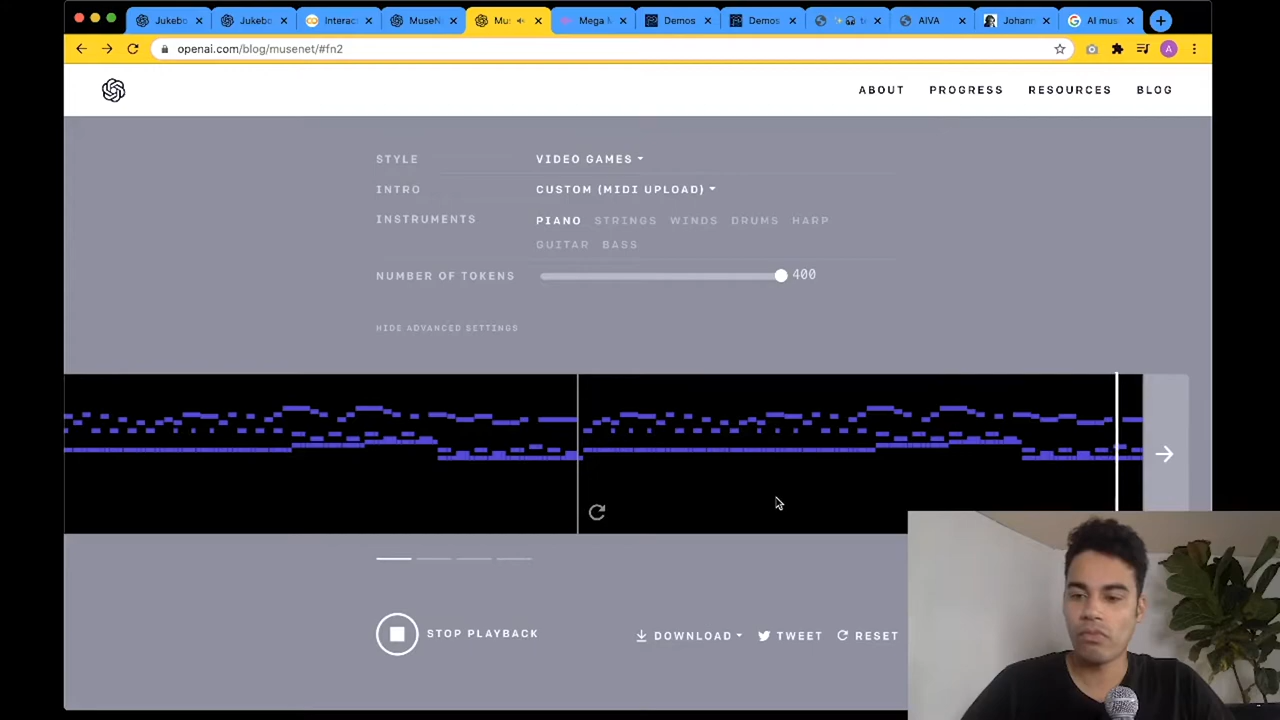 Jukebo
Jukebo
Interac
MuseN
Mus
Mega M
Demos
Demos
AIVA
Johann
AI mus
openai.com/blog/musenet/#fn2
A
ABOUT PROGRESS RESOURCES BLOG
STYLE VIDEO GAMES
INTRO CUSTOM (MIDI UPLOAD)
INSTRUMENTS PIANO STRINGS WINDS DRUMS HARP
GUITAR BASS
NUMBER OF TOKENS 400
HIDE ADVANCED SETTINGS
STOP PLAYBACK
DOWNLOAD TWEET RESET